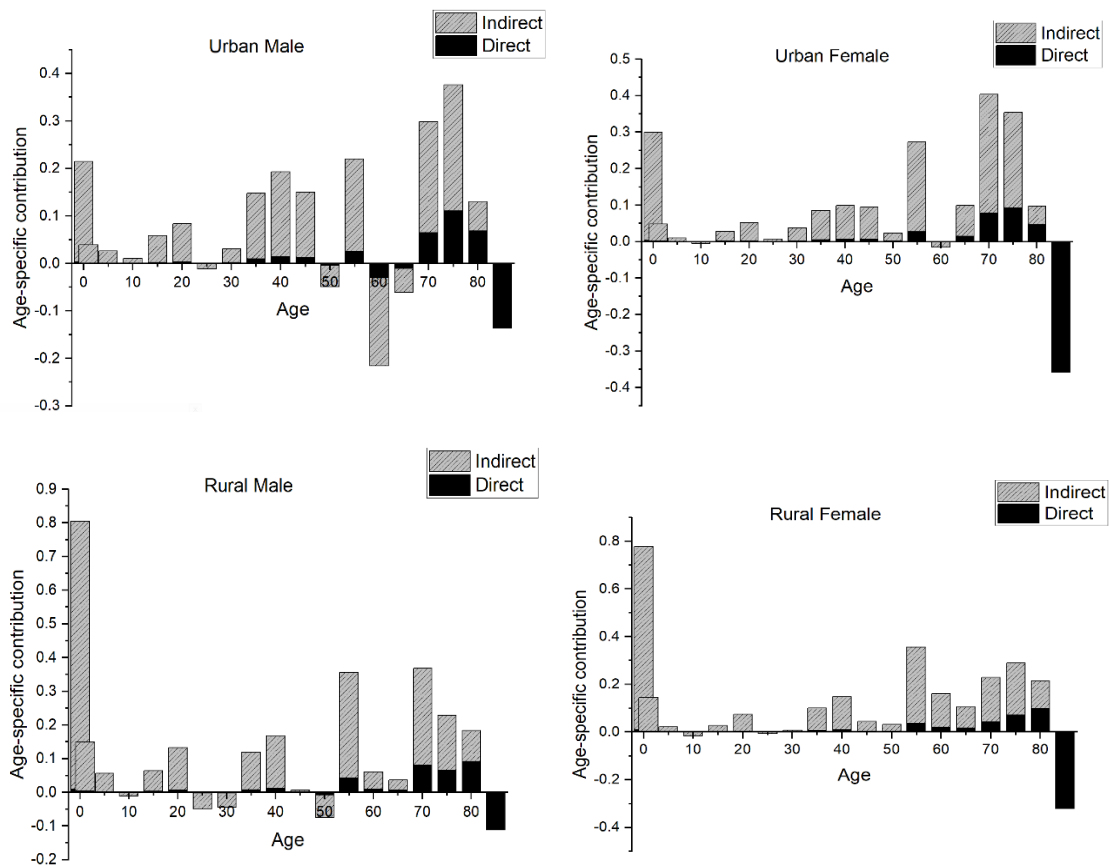 Urban Male
Indirect
Direct
Age-specific contribution
0.4
0.3
0.2
0.1
0.0
-0.1
-0.2
-0.3
0 10 20 30 40 50 60 70 80
Age
Urban Female
Indirect
Direct
Age-specific contribution
0.5
0.4
0.3
0.2
0.1
0.0
-0.1
-0.2
-0.3
-0.4
0 10 20 30 40 50 60 70 80
Age
Rural Male
Indirect
Direct
Age-specific contribution
0.9
0.8
0.7
0.6
0.5
0.4
0.3
0.2
0.1
0.0
-0.1
-0.2
0 10 20 30 40 50 60 70 80
Age
Rural Female
Indirect
Direct
Age-specific contribution
0.8
0.6
0.4
0.2
0.0
-0.2
-0.4
0 10 20 30 40 50 60 70 80
Age